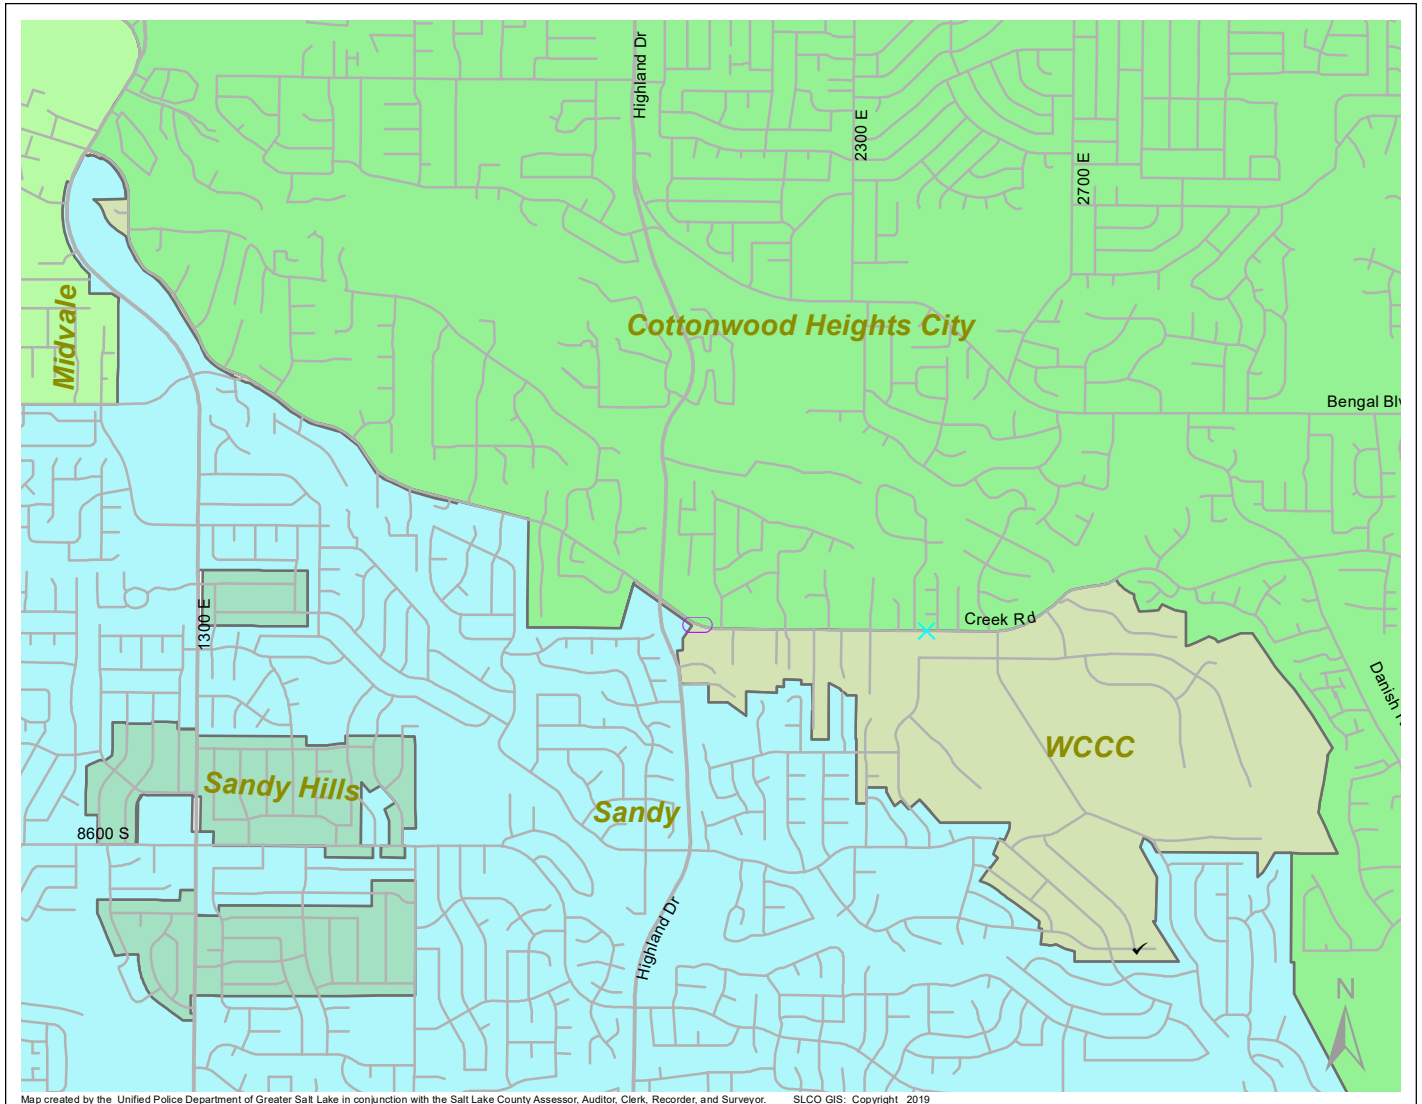 Highland Dr
2300 E
2700 E
Midvale
Cottonwood Heights City
Bengal Blv
1300 E
Creek Rd
Danish
WCCC
Sandy Hills
Sandy
8600 S
Highland Dr
N
Map created by the Unified Police Department of Greater Salt Lake in conjunction with the Salt Lake County Assessor, Auditor, Clerk, Recorder, and Surveyor. SLCO GIS: Copyright 2019